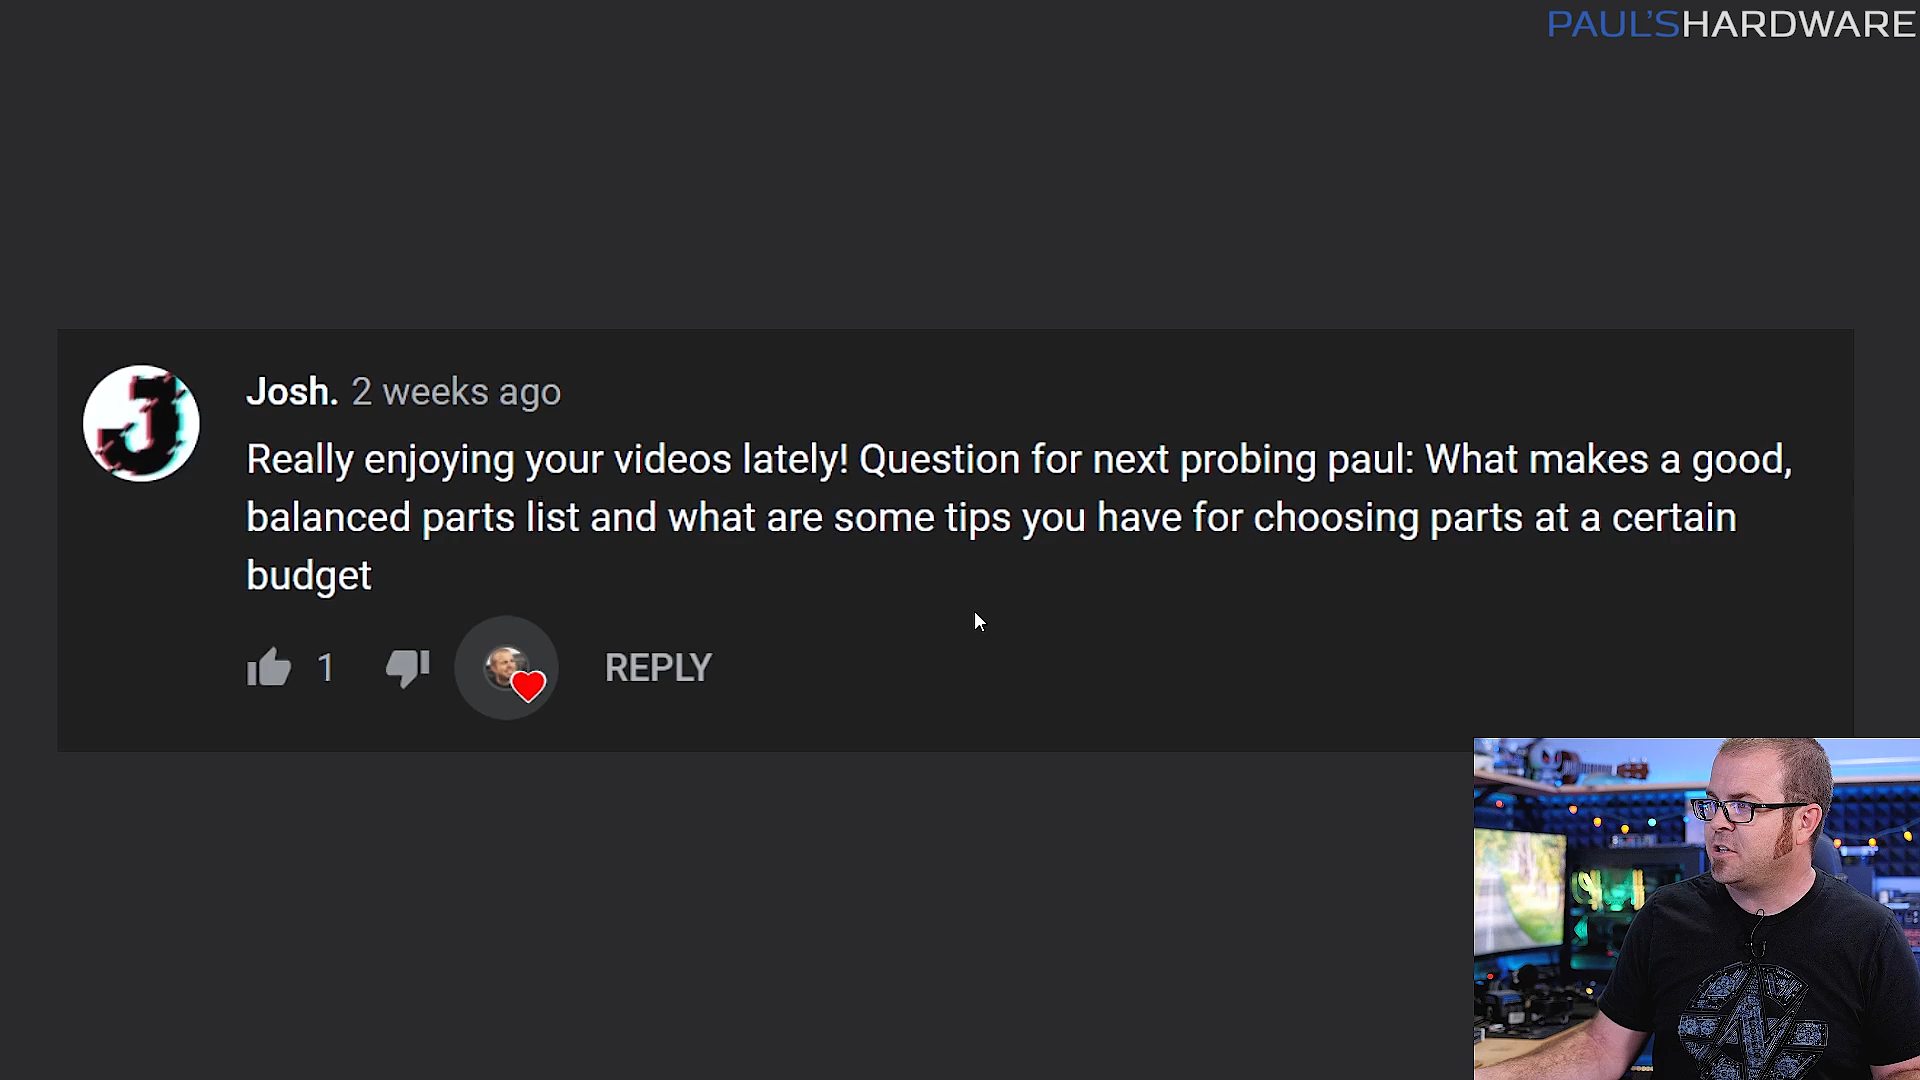 PAUL'SHARDWARE
Josh. 2 weeks ago
Really enjoying your videos lately! Question for next probing paul: What makes a good,
balanced parts list and what are some tips you have for choosing parts at a certain
budget
1
REPLY